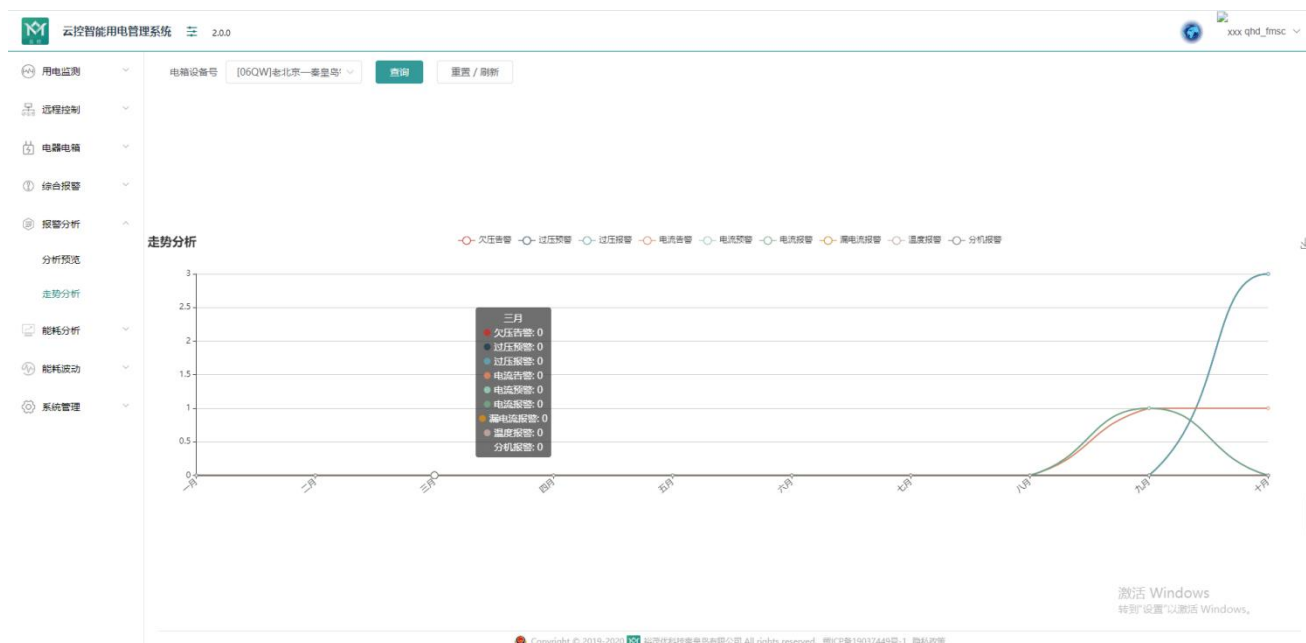 云控智能用电管理系统 2.0.0
xxx qhd_fmsc
用电监测
远程控制
电器电箱
综合报警
报警分析
分析预览
走势分析
能耗分析
能耗波动
系统管理
电箱设备号 [06QW]老北京—秦皇岛 查询 重置 / 刷新
走势分析
欠压告警 过压预警 过压报警 电流告警 电流预警 电流报警 漏电流报警 温度报警 分机报警
3
2.5
2
1.5
1
0.5
0
三月
欠压告警: 0
过压预警: 0
过压报警: 0
电流告警: 0
电流预警: 0
电流报警: 0
漏电流报警: 0
温度报警: 0
分机报警: 0
一月 二月 三月 四月 五月 六月 七月 八月 九月 十月
激活 Windows
转到"设置"以激活 Windows。
Copyright © 2019-2020 All rights reserved 隐私政策